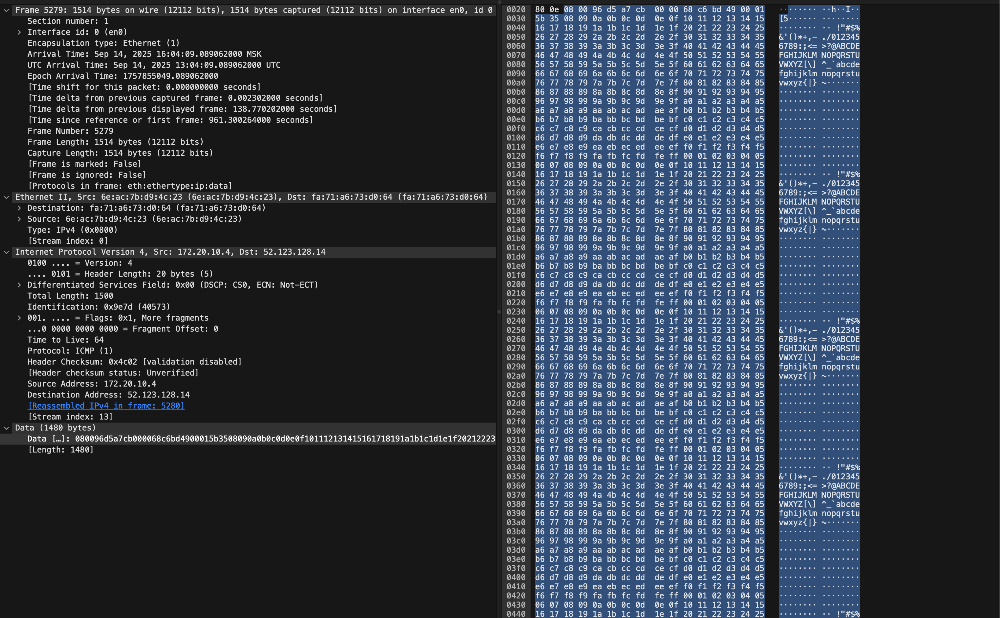 Frame 5279: 1514 bytes on wire (12112 bits), 1514 bytes captured (12112 bits) on interface en0, id 0
Section number: 1
Interface id: 0 (en0)
Encapsulation type: Ethernet (1)
Arrival Time: Sep 14, 2025 16:04:09.089062000 MSK
UTC Arrival Time: Sep 14, 2025 13:04:09.089062000 UTC
Epoch Arrival Time: 1757855049.089062000
[Time shift for this packet: 0.000000000 seconds]
[Time delta from previous captured frame: 0.002302000 seconds]
[Time delta from previous displayed frame: 138.770202000 seconds]
[Time since reference or first frame: 961.300264000 seconds]
Frame Number: 5279
Frame Length: 1514 bytes (12112 bits)
Capture Length: 1514 bytes (12112 bits)
[Frame is marked: False]
[Frame is ignored: False]
[Protocols in frame: eth:ethertype:ip:data]
Ethernet II, Src: 6e:ac:7b:d9:4c:23 (6e:ac:7b:d9:4c:23), Dst: fa:71:a6:73:d0:64 (fa:71:a6:73:d0:64)
Destination: fa:71:a6:73:d0:64 (fa:71:a6:73:d0:64)
Source: 6e:ac:7b:d9:4c:23 (6e:ac:7b:d9:4c:23)
Type: IPv4 (0x0800)
[Stream index: 0]
Internet Protocol Version 4, Src: 172.20.10.4, Dst: 52.123.128.14
0100 .... = Version: 4
.... 0101 = Header Length: 20 bytes (5)
Differentiated Services Field: 0x00 (DSCP: CS0, ECN: Not-ECT)
Total Length: 1500
Identification: 0x9e7d (40573)
001. .... = Flags: 0x1, More fragments
...0 0000 0000 0000 = Fragment Offset: 0
Time to Live: 64
Protocol: ICMP (1)
Header Checksum: 0x4c02 [validation disabled]
[Header checksum status: Unverified]
Source Address: 172.20.10.4
Destination Address: 52.123.128.14
[Reassembled IPv4 in frame: 5280]
[Stream index: 13]
Data (1480 bytes)
Data […]: 080096d5a7cb000068c6bd4900015b3508090a0b0c0d0e0f101112131415161718191a1b1c1d1e1f20212223
[Length: 1480]
0020 80 0e 08 00 96 d5 a7 cb 00 00 68 c6 bd 49 00 01 ········ ··h··I··
0030 5b 35 08 09 0a 0b 0c 0d 0e 0f 10 11 12 13 14 15 [5······ ········
0040 16 17 18 19 1a 1b 1c 1d 1e 1f 20 21 22 23 24 25 ········ ·· !"#$%
0050 26 27 28 29 2a 2b 2c 2d 2e 2f 30 31 32 33 34 35 &'()*+,- ./012345
0060 36 37 38 39 3a 3b 3c 3d 3e 3f 40 41 42 43 44 45 6789:;<= >?@ABCDE
0070 46 47 48 49 4a 4b 4c 4d 4e 4f 50 51 52 53 54 55 FGHIJKLM NOPQRSTU
0080 56 57 58 59 5a 5b 5c 5d 5e 5f 60 61 62 63 64 65 VWXYZ[\] ^_`abcde
0090 66 67 68 69 6a 6b 6c 6d 6e 6f 70 71 72 73 74 75 fghijklm nopqrstu
00a0 76 77 78 79 7a 7b 7c 7d 7e 7f 80 81 82 83 84 85 vwxyz{|} ~·······
00b0 86 87 88 89 8a 8b 8c 8d 8e 8f 90 91 92 93 94 95 ········ ········
00c0 96 97 98 99 9a 9b 9c 9d 9e 9f a0 a1 a2 a3 a4 a5 ········ ········
00d0 a6 a7 a8 a9 aa ab ac ad ae af b0 b1 b2 b3 b4 b5 ········ ········
00e0 b6 b7 b8 b9 ba bb bc bd be bf c0 c1 c2 c3 c4 c5 ········ ········
00f0 c6 c7 c8 c9 ca cb cc cd ce cf d0 d1 d2 d3 d4 d5 ········ ········
0100 d6 d7 d8 d9 da db dc dd de df e0 e1 e2 e3 e4 e5 ········ ········
0110 e6 e7 e8 e9 ea eb ec ed ee ef f0 f1 f2 f3 f4 f5 ········ ········
0120 f6 f7 f8 f9 fa fb fc fd fe ff 00 01 02 03 04 05 ········ ········
0130 06 07 08 09 0a 0b 0c 0d 0e 0f 10 11 12 13 14 15 ········ ········
0140 16 17 18 19 1a 1b 1c 1d 1e 1f 20 21 22 23 24 25 ········ ·· !"#$%
0150 26 27 28 29 2a 2b 2c 2d 2e 2f 30 31 32 33 34 35 &'()*+,- ./012345
0160 36 37 38 39 3a 3b 3c 3d 3e 3f 40 41 42 43 44 45 6789:;<= >?@ABCDE
0170 46 47 48 49 4a 4b 4c 4d 4e 4f 50 51 52 53 54 55 FGHIJKLM NOPQRSTU
0180 56 57 58 59 5a 5b 5c 5d 5e 5f 60 61 62 63 64 65 VWXYZ[\] ^_`abcde
0190 66 67 68 69 6a 6b 6c 6d 6e 6f 70 71 72 73 74 75 fghijklm nopqrstu
01a0 76 77 78 79 7a 7b 7c 7d 7e 7f 80 81 82 83 84 85 vwxyz{|} ~·······
01b0 86 87 88 89 8a 8b 8c 8d 8e 8f 90 91 92 93 94 95 ········ ········
01c0 96 97 98 99 9a 9b 9c 9d 9e 9f a0 a1 a2 a3 a4 a5 ········ ········
01d0 a6 a7 a8 a9 aa ab ac ad ae af b0 b1 b2 b3 b4 b5 ········ ········
01e0 b6 b7 b8 b9 ba bb bc bd be bf c0 c1 c2 c3 c4 c5 ········ ········
01f0 c6 c7 c8 c9 ca cb cc cd ce cf d0 d1 d2 d3 d4 d5 ········ ········
0200 d6 d7 d8 d9 da db dc dd de df e0 e1 e2 e3 e4 e5 ········ ········
0210 e6 e7 e8 e9 ea eb ec ed ee ef f0 f1 f2 f3 f4 f5 ········ ········
0220 f6 f7 f8 f9 fa fb fc fd fe ff 00 01 02 03 04 05 ········ ········
0230 06 07 08 09 0a 0b 0c 0d 0e 0f 10 11 12 13 14 15 ········ ········
0240 16 17 18 19 1a 1b 1c 1d 1e 1f 20 21 22 23 24 25 ········ ·· !"#$%
0250 26 27 28 29 2a 2b 2c 2d 2e 2f 30 31 32 33 34 35 &'()*+,- ./012345
0260 36 37 38 39 3a 3b 3c 3d 3e 3f 40 41 42 43 44 45 6789:;<= >?@ABCDE
0270 46 47 48 49 4a 4b 4c 4d 4e 4f 50 51 52 53 54 55 FGHIJKLM NOPQRSTU
0280 56 57 58 59 5a 5b 5c 5d 5e 5f 60 61 62 63 64 65 VWXYZ[\] ^_`abcde
0290 66 67 68 69 6a 6b 6c 6d 6e 6f 70 71 72 73 74 75 fghijklm nopqrstu
02a0 76 77 78 79 7a 7b 7c 7d 7e 7f 80 81 82 83 84 85 vwxyz{|} ~·······
02b0 86 87 88 89 8a 8b 8c 8d 8e 8f 90 91 92 93 94 95 ········ ········
02c0 96 97 98 99 9a 9b 9c 9d 9e 9f a0 a1 a2 a3 a4 a5 ········ ········
02d0 a6 a7 a8 a9 aa ab ac ad ae af b0 b1 b2 b3 b4 b5 ········ ········
02e0 b6 b7 b8 b9 ba bb bc bd be bf c0 c1 c2 c3 c4 c5 ········ ········
02f0 c6 c7 c8 c9 ca cb cc cd ce cf d0 d1 d2 d3 d4 d5 ········ ········
0300 d6 d7 d8 d9 da db dc dd de df e0 e1 e2 e3 e4 e5 ········ ········
0310 e6 e7 e8 e9 ea eb ec ed ee ef f0 f1 f2 f3 f4 f5 ········ ········
0320 f6 f7 f8 f9 fa fb fc fd fe ff 00 01 02 03 04 05 ········ ········
0330 06 07 08 09 0a 0b 0c 0d 0e 0f 10 11 12 13 14 15 ········ ········
0340 16 17 18 19 1a 1b 1c 1d 1e 1f 20 21 22 23 24 25 ········ ·· !"#$%
0350 26 27 28 29 2a 2b 2c 2d 2e 2f 30 31 32 33 34 35 &'()*+,- ./012345
0360 36 37 38 39 3a 3b 3c 3d 3e 3f 40 41 42 43 44 45 6789:;<= >?@ABCDE
0370 46 47 48 49 4a 4b 4c 4d 4e 4f 50 51 52 53 54 55 FGHIJKLM NOPQRSTU
0380 56 57 58 59 5a 5b 5c 5d 5e 5f 60 61 62 63 64 65 VWXYZ[\] ^_`abcde
0390 66 67 68 69 6a 6b 6c 6d 6e 6f 70 71 72 73 74 75 fghijklm nopqrstu
03a0 76 77 78 79 7a 7b 7c 7d 7e 7f 80 81 82 83 84 85 vwxyz{|} ~·······
03b0 86 87 88 89 8a 8b 8c 8d 8e 8f 90 91 92 93 94 95 ········ ········
03c0 96 97 98 99 9a 9b 9c 9d 9e 9f a0 a1 a2 a3 a4 a5 ········ ········
03d0 a6 a7 a8 a9 aa ab ac ad ae af b0 b1 b2 b3 b4 b5 ········ ········
03e0 b6 b7 b8 b9 ba bb bc bd be bf c0 c1 c2 c3 c4 c5 ········ ········
03f0 c6 c7 c8 c9 ca cb cc cd ce cf d0 d1 d2 d3 d4 d5 ········ ········
0400 d6 d7 d8 d9 da db dc dd de df e0 e1 e2 e3 e4 e5 ········ ········
0410 e6 e7 e8 e9 ea eb ec ed ee ef f0 f1 f2 f3 f4 f5 ········ ········
0420 f6 f7 f8 f9 fa fb fc fd fe ff 00 01 02 03 04 05 ········ ········
0430 06 07 08 09 0a 0b 0c 0d 0e 0f 10 11 12 13 14 15 ········ ········
0440 16 17 18 19 1a 1b 1c 1d 1e 1f 20 21 22 23 24 25 ········ ·· !"#$%